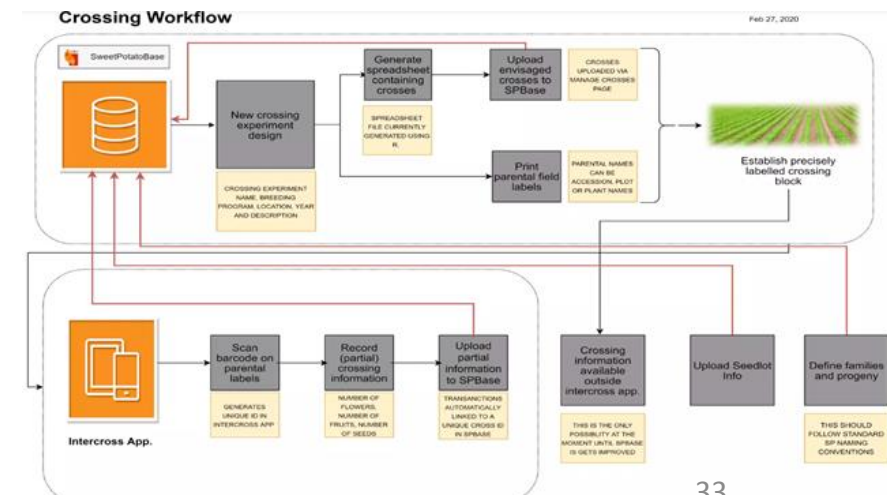 Crossing Workflow
Feb 27, 2020
SweetPotatoBase
New crossing
experiment
design
CROSSING EXPERIMENT
NAME, BREEDING
PROGRAM, LOCATION, YEAR
AND DESCRIPTION
Generate
spreadsheet
containing
crosses
SPREADSHEET
FILE CURRENTLY
GENERATED USING
R.
Upload
envisaged
crosses to
SPBase
CROSSES
UPLOADED VIA
MANAGE CROSSES
PAGE
Print
parental field
labels
PARENTAL NAMES
CAN BE
ACCESSION, PLOT
OR PLANT NAMES
Establish precisely
labelled crossing
block
Intercross App.
Scan
barcode on
parental
labels
GENERATES
UNIQUE ID IN
INTERCROSS APP
Record
(partial)
crossing
information
NUMBER OF
FLOWERS,
NUMBER OF
FRUITS, NUMBER
OF SEEDS
Upload
partial
information
to SPBase
TRANSANCTIONS
AUTOMATICALLY
LINKED TO A
UNIQUE CROSS ID
IN SPBASE
Crossing
information
available
outside
intercross app.
THIS IS THE ONLY
POSSIBLITY AT THE
MOMENT UNTIL SPBASE
IS GETS IMPROVED
Upload Seedlot
Info
Define families
and progeny
THIS SHOULD
FOLLOW STANDARD
SP NAMING
CONVENTIONS
33